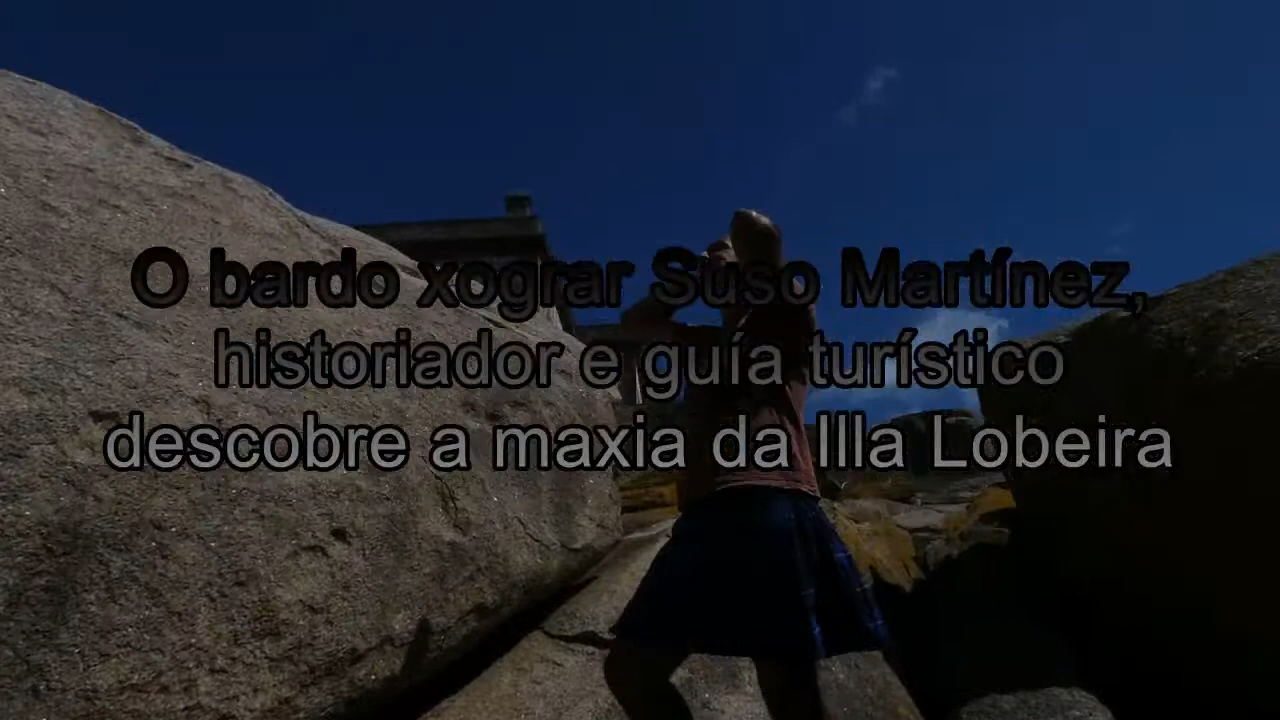 O bardo xograr Suso Martínez,
historiador e guía turístico
descobre a maxia da Illa Lobeira